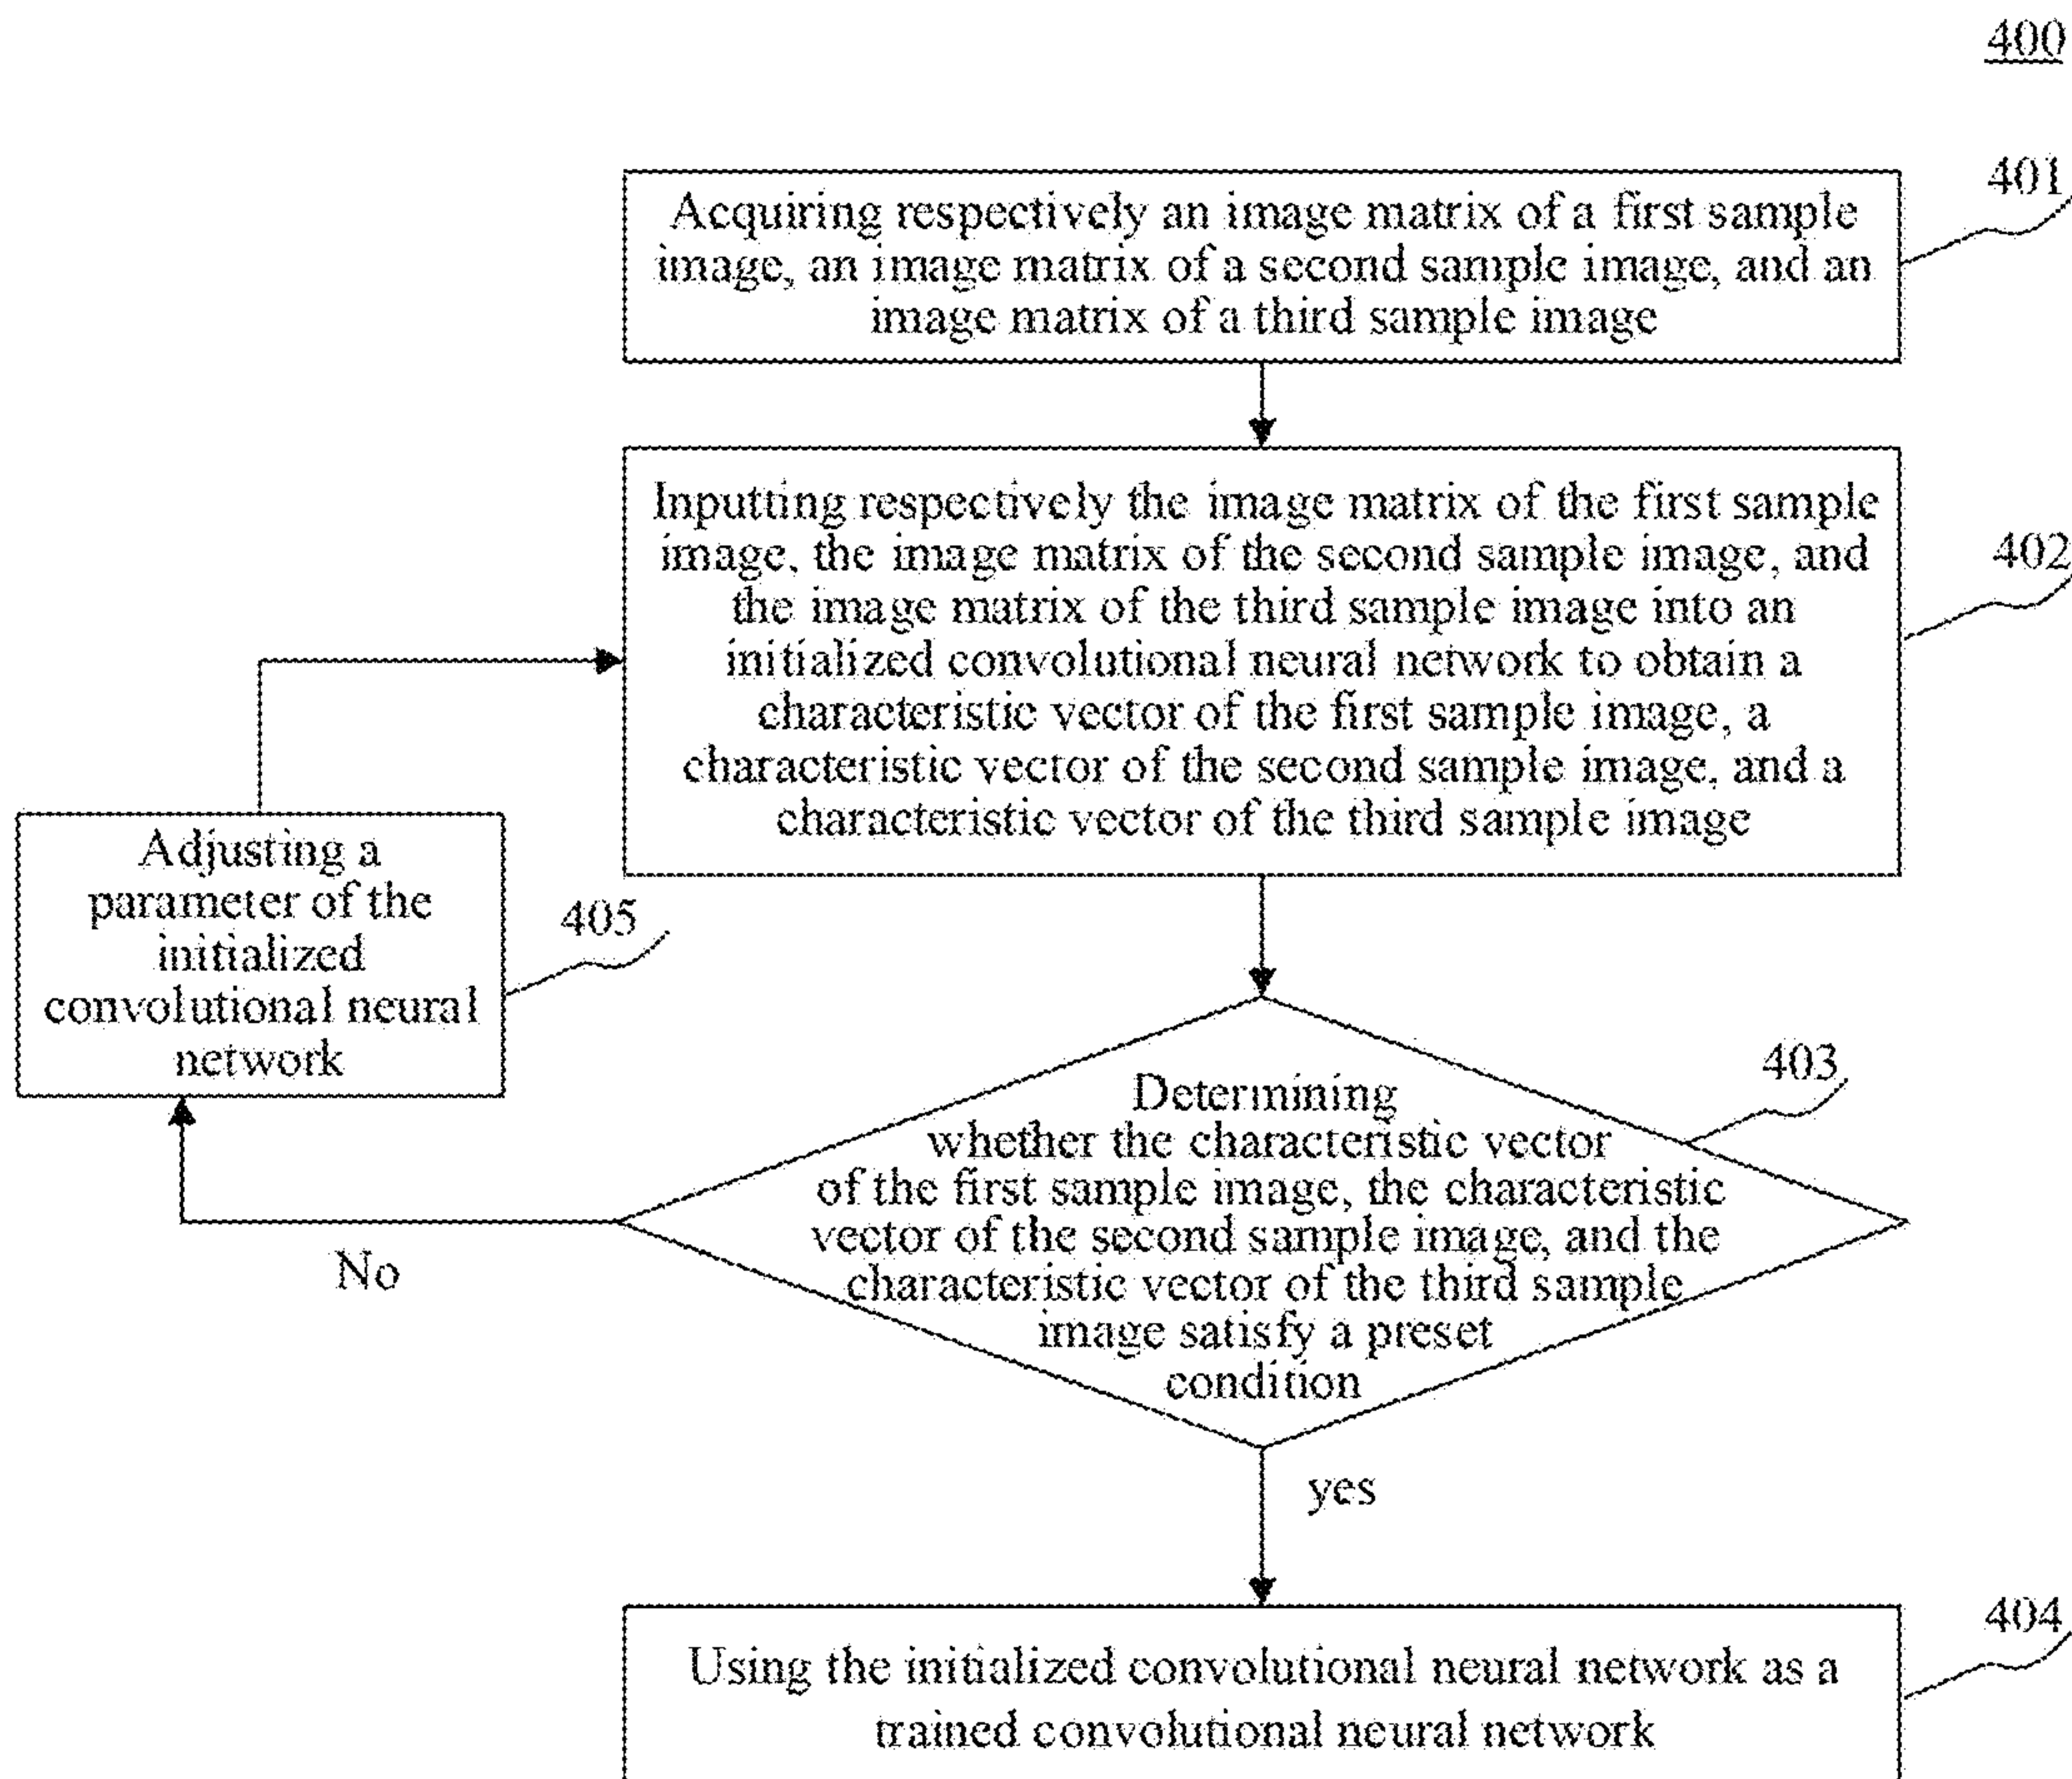 400
401
Acquiring respectively an image matrix of a first sample
image, an image matrix of a second sample image, and an
image matrix of a third sample image
Inputting respectively the image matrix of the first sample
image, the image matrix of the second sample image, and
the image matrix of the third sample image into an
initialized convolutional neural network to obtain a
characteristic vector of the first sample image, a
characteristic vector of the second sample image, and a
characteristic vector of the third sample image
402
Adjusting a
parameter of the
initialized
convolutional neural
network
405
403
Determining
whether the characteristic vector
of the first sample image, the characteristic
vector of the second sample image, and the
characteristic vector of the third sample
image satisfy a preset
condition
No
yes
404
Using the initialized convolutional neural network as a
trained convolutional neural network